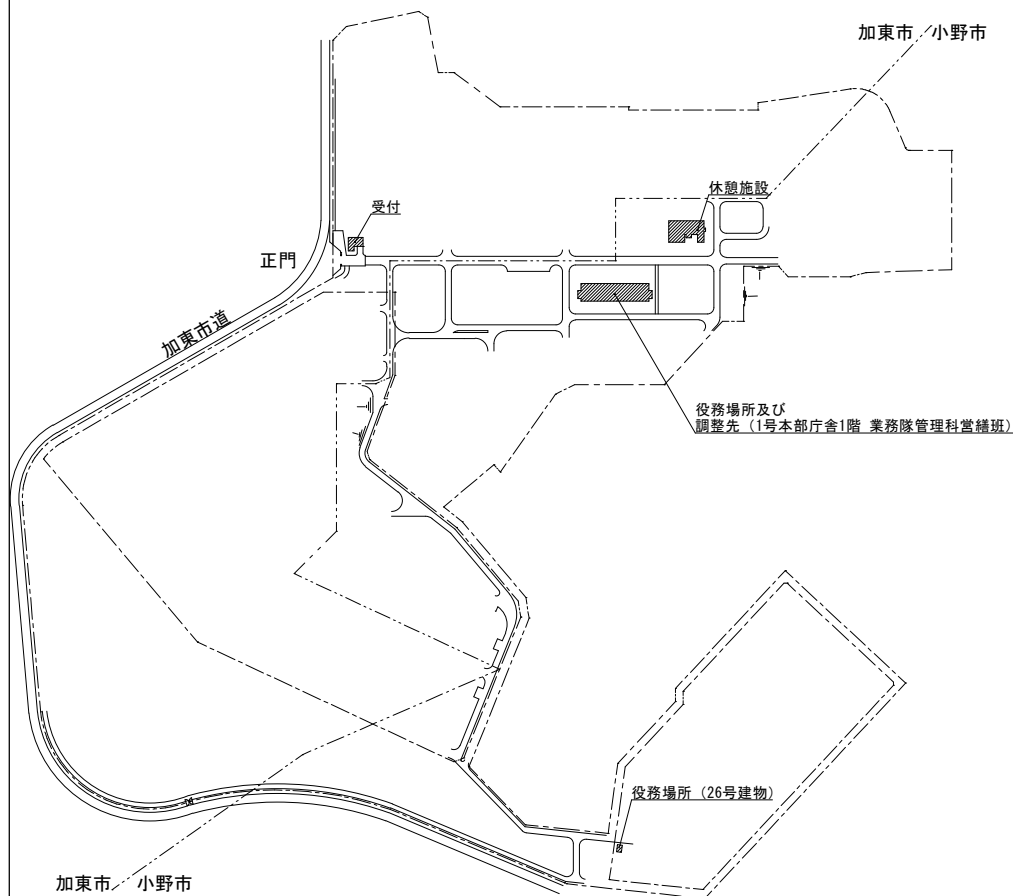 加東市 小野市
休憩施設
受付
正門
加東市道
役務場所及び
調整先（1号本部庁舎1階 業務隊管理科営繕班）
役務場所（26号建物）
加東市 小野市